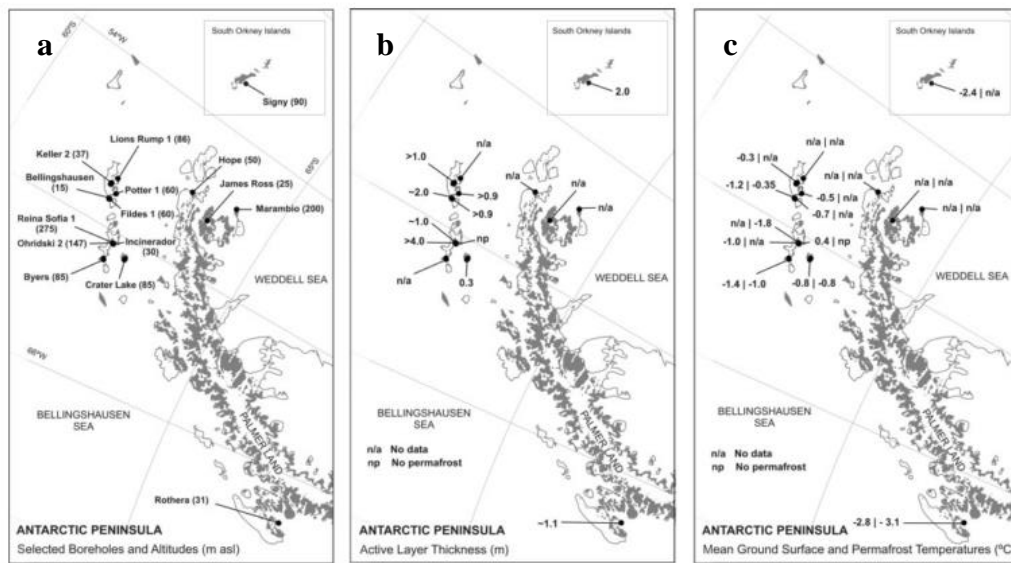 a
60ºS
54ºW
South Orkney Islands
Signy (90)
Lions Rump 1 (86)
Keller 2 (37)
Hope (50)
65ºS
Bellingshausen
(15)
Potter 1 (60)
James Ross (25)
Fildes 1 (60)
Marambio (200)
Reina Sofia 1
(275)
Ohridski 2 (147)
Incinerador
(30)
Byers (85)
Crater Lake (85)
WEDDELL SEA
66ºW
BELLINGSHAUSEN
SEA
PALMER LAND
Rothera (31)
ANTARCTIC PENINSULA
Selected Boreholes and Altitudes (m asl)
b
South Orkney Islands
2.0
n/a
>1.0
n/a
n/a
~2.0
>0.9
n/a
>0.9
~1.0
>4.0
np
n/a
0.3
WEDDELL SEA
BELLINGSHAUSEN
SEA
PALMER LAND
n/a No data
np No permafrost
~1.1
ANTARCTIC PENINSULA
Active Layer Thickness (m)
c
South Orkney Islands
-2.4 | n/a
n/a | n/a
-0.3 | n/a
n/a | n/a
n/a | n/a
-1.2 | -0.35
-0.5 | n/a
n/a | n/a
-0.7 | n/a
n/a | -1.8
-1.0 | n/a
0.4 | np
-1.4 | -1.0
-0.8 | -0.8
WEDDELL SEA
BELLINGSHAUSEN
SEA
PALMER LAND
n/a No data
np No permafrost
-2.8 | -3.1
ANTARCTIC PENINSULA
Mean Ground Surface and Permafrost Temperatures (ºC